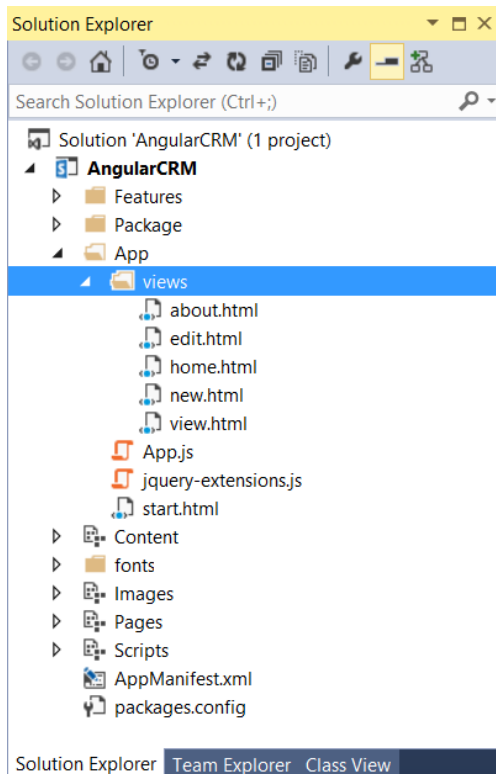 Solution Explorer
Search Solution Explorer (Ctrl+;)
Solution 'AngularCRM' (1 project)
AngularCRM
Features
Package
App
views
about.html
edit.html
home.html
new.html
view.html
App.js
jquery-extensions.js
start.html
Content
fonts
Images
Pages
Scripts
AppManifest.xml
packages.config
Solution Explorer Team Explorer Class View